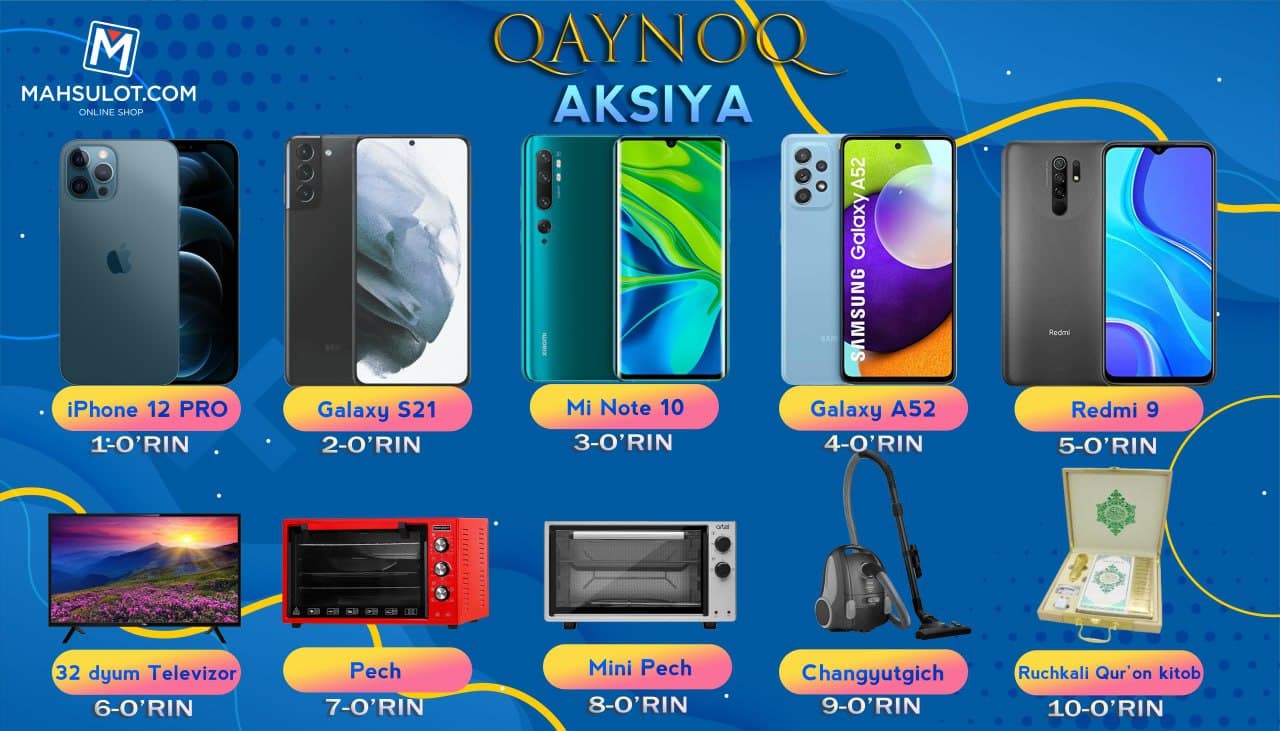 QAYNOQ
AKSIYA
M
MAHSULOT.COM
ONLINE SHOP
SAMSUNG Galaxy A52
xiaomi
Redmi
iPhone 12 PRO
Galaxy S21
Mi Note 10
Galaxy A52
Redmi 9
1-O'RIN
2-O'RIN
3-O'RIN
4-O'RIN
5-O'RIN
artel
32 dyum Televizor
Pech
Mini Pech
Changyutgich
Ruchkali Qur'on kitob
6-O'RIN
7-O'RIN
8-O'RIN
9-O'RIN
10-O'RIN